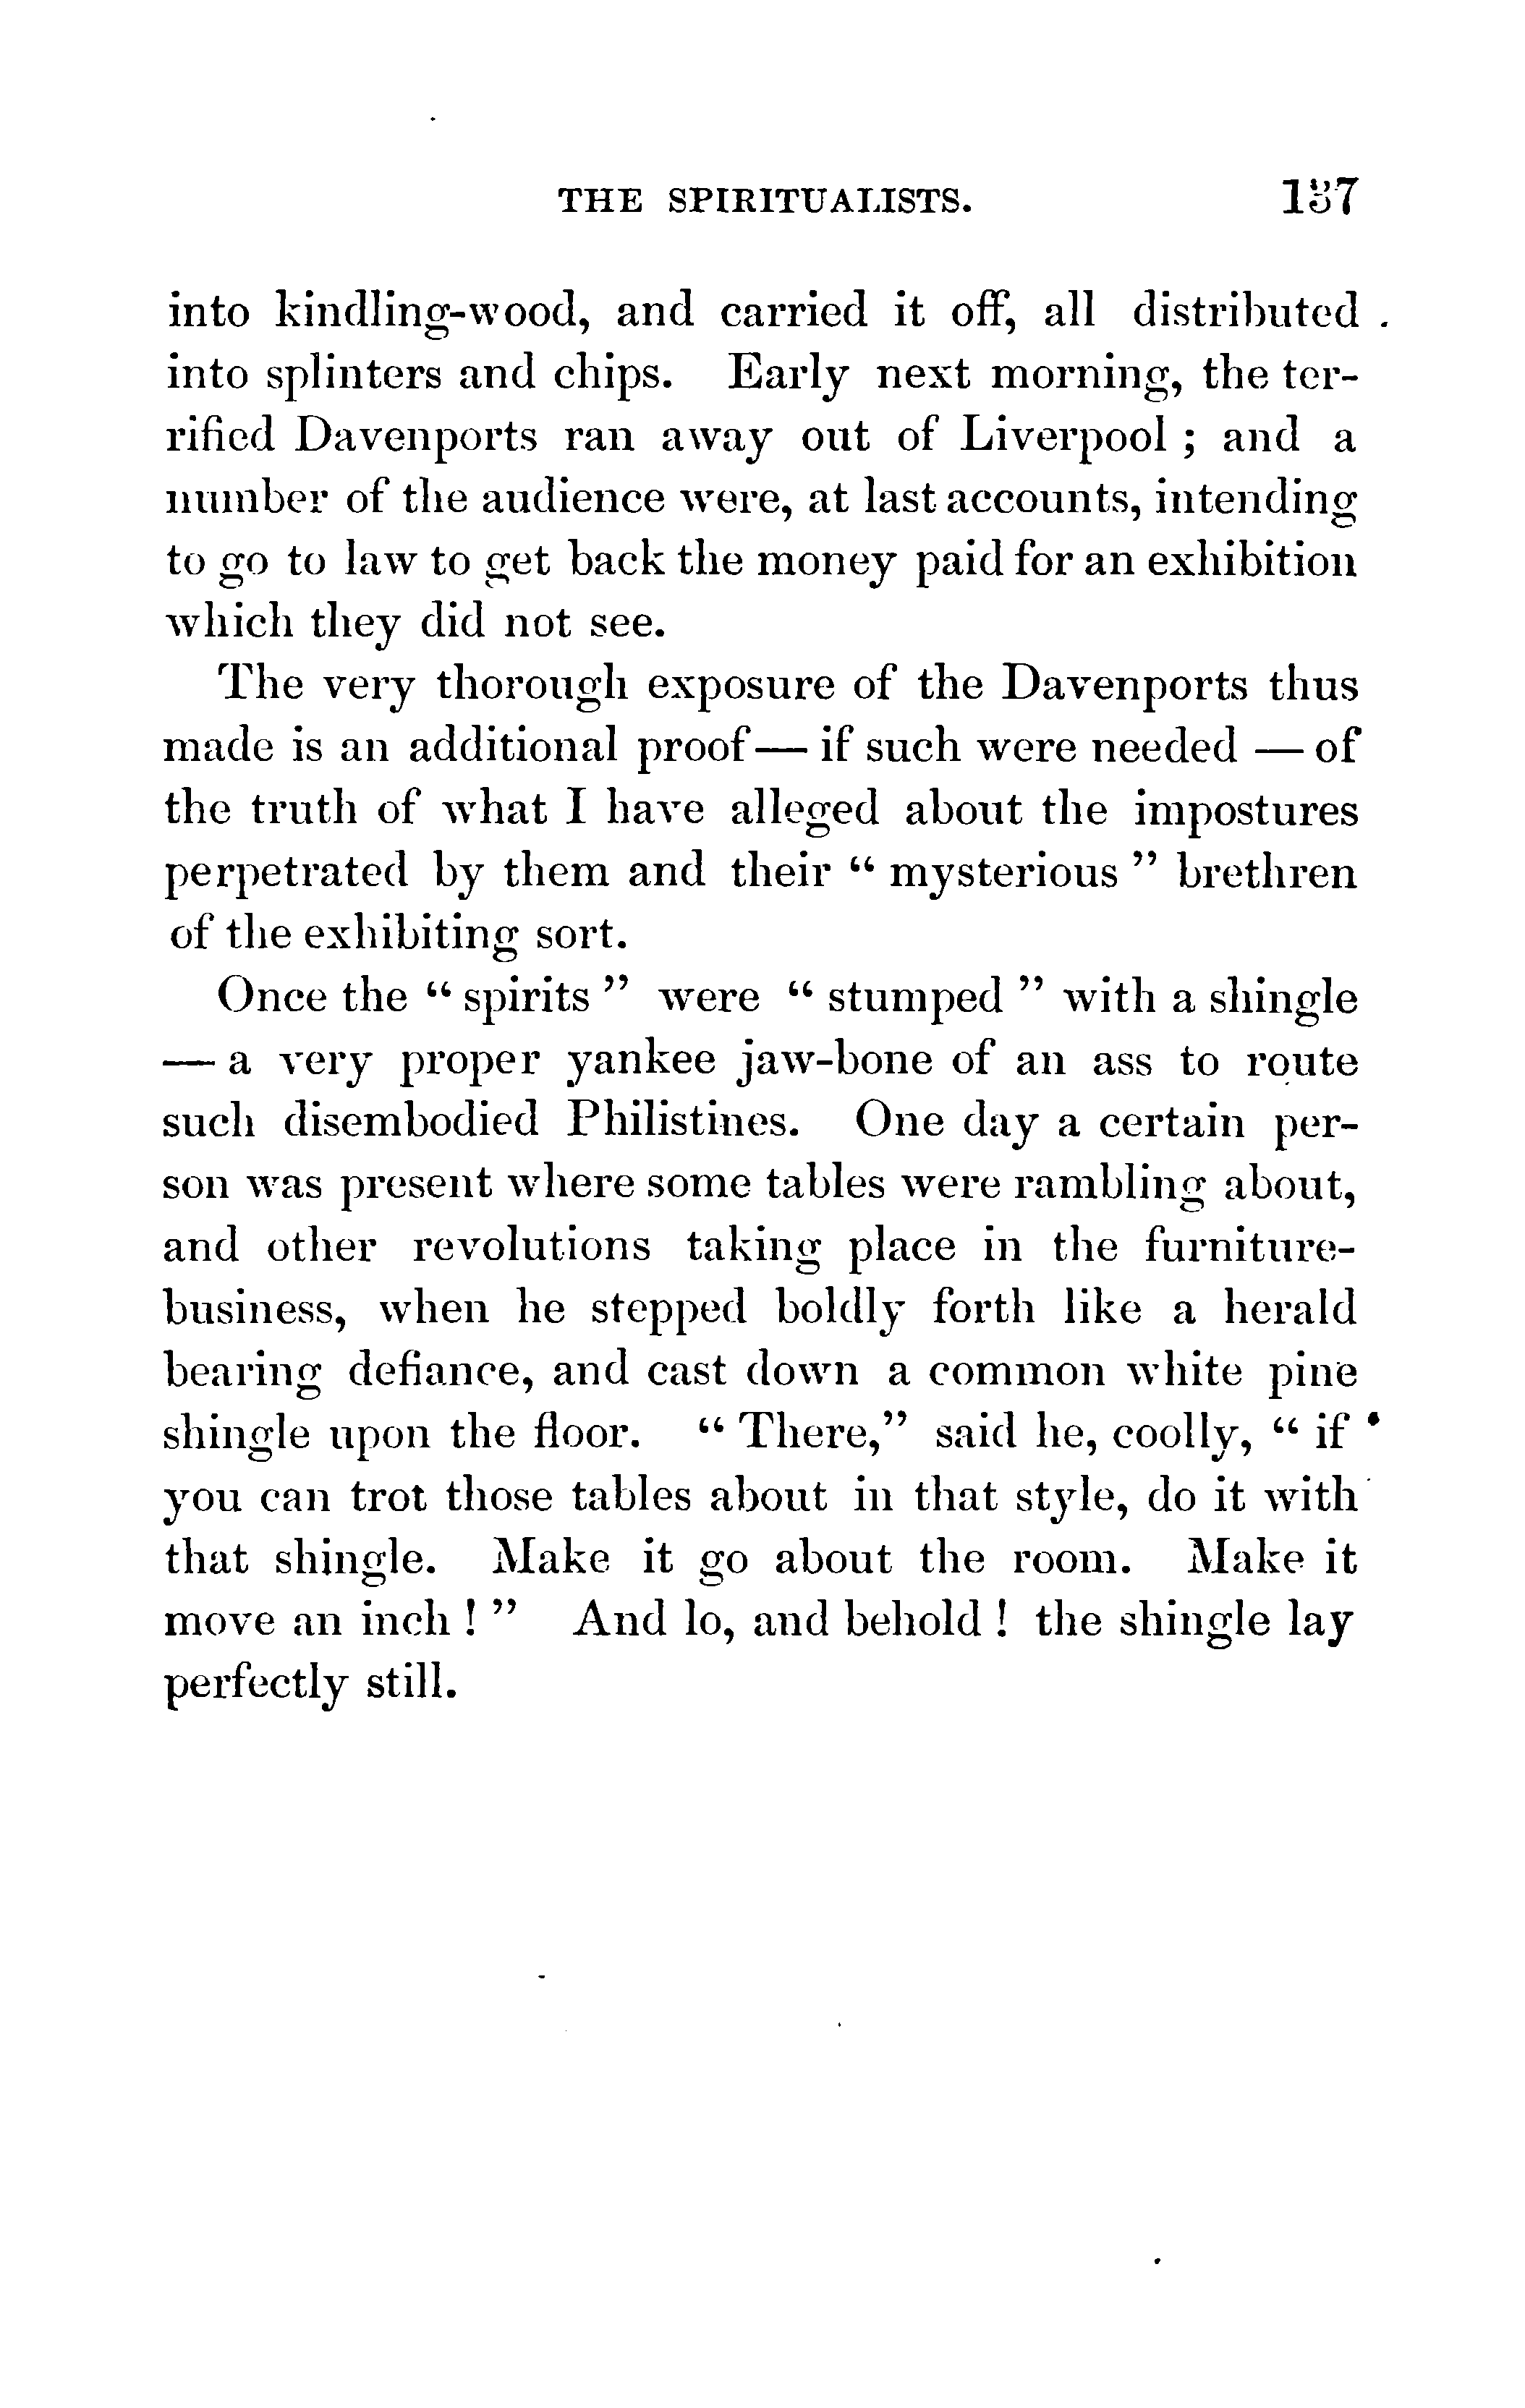 THE SPIRITUALISTS. 137
into kindling-wood, and carried it off, all distributed
into splinters and chips. Early next morning, the ter-
rified Davenports ran away out of Liverpool ; and a
number of the audience were, at last accounts, intending
to go to law to get back the money paid for an exhibition
which they did not see.
The very thorough exposure of the Davenports thus
made is an additional proof — if such were needed — of
the truth of what I have alleged about the impostures
perpetrated by them and their “ mysterious ” brethren
of the exhibiting sort.
Once the “ spirits ” were “ stumped ” with a shingle
— a very proper yankee jaw-bone of an ass to route
such disembodied Philistines. One day a certain per-
son was present where some tables were rambling about,
and other revolutions taking place in the furniture-
business, when he stepped boldly forth like a herald
bearing defiance, and cast down a common white pine
shingle upon the floor. “ There,” said he, coolly, “ if
you can trot those tables about in that style, do it with
that shingle. Make it go about the room. Make it
move an inch ! ” And lo, and behold ! the shingle lay
perfectly still.